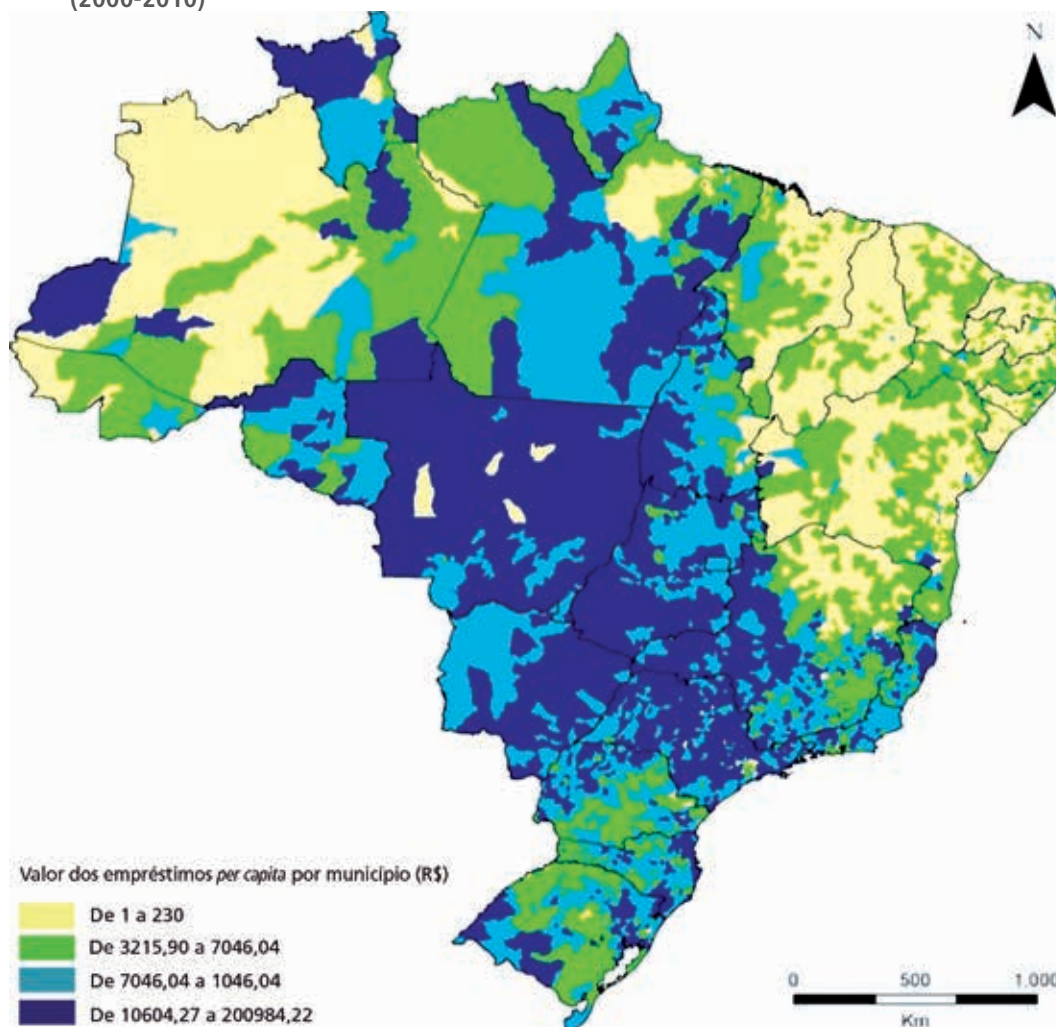 (2000-2010)
N
Valor dos empréstimos per capita por município (R$)
De 1 a 230
De 3215,90 a 7046,04
De 7046,04 a 1046,04
De 10604,27 a 200984,22
0 500 1.000
Km